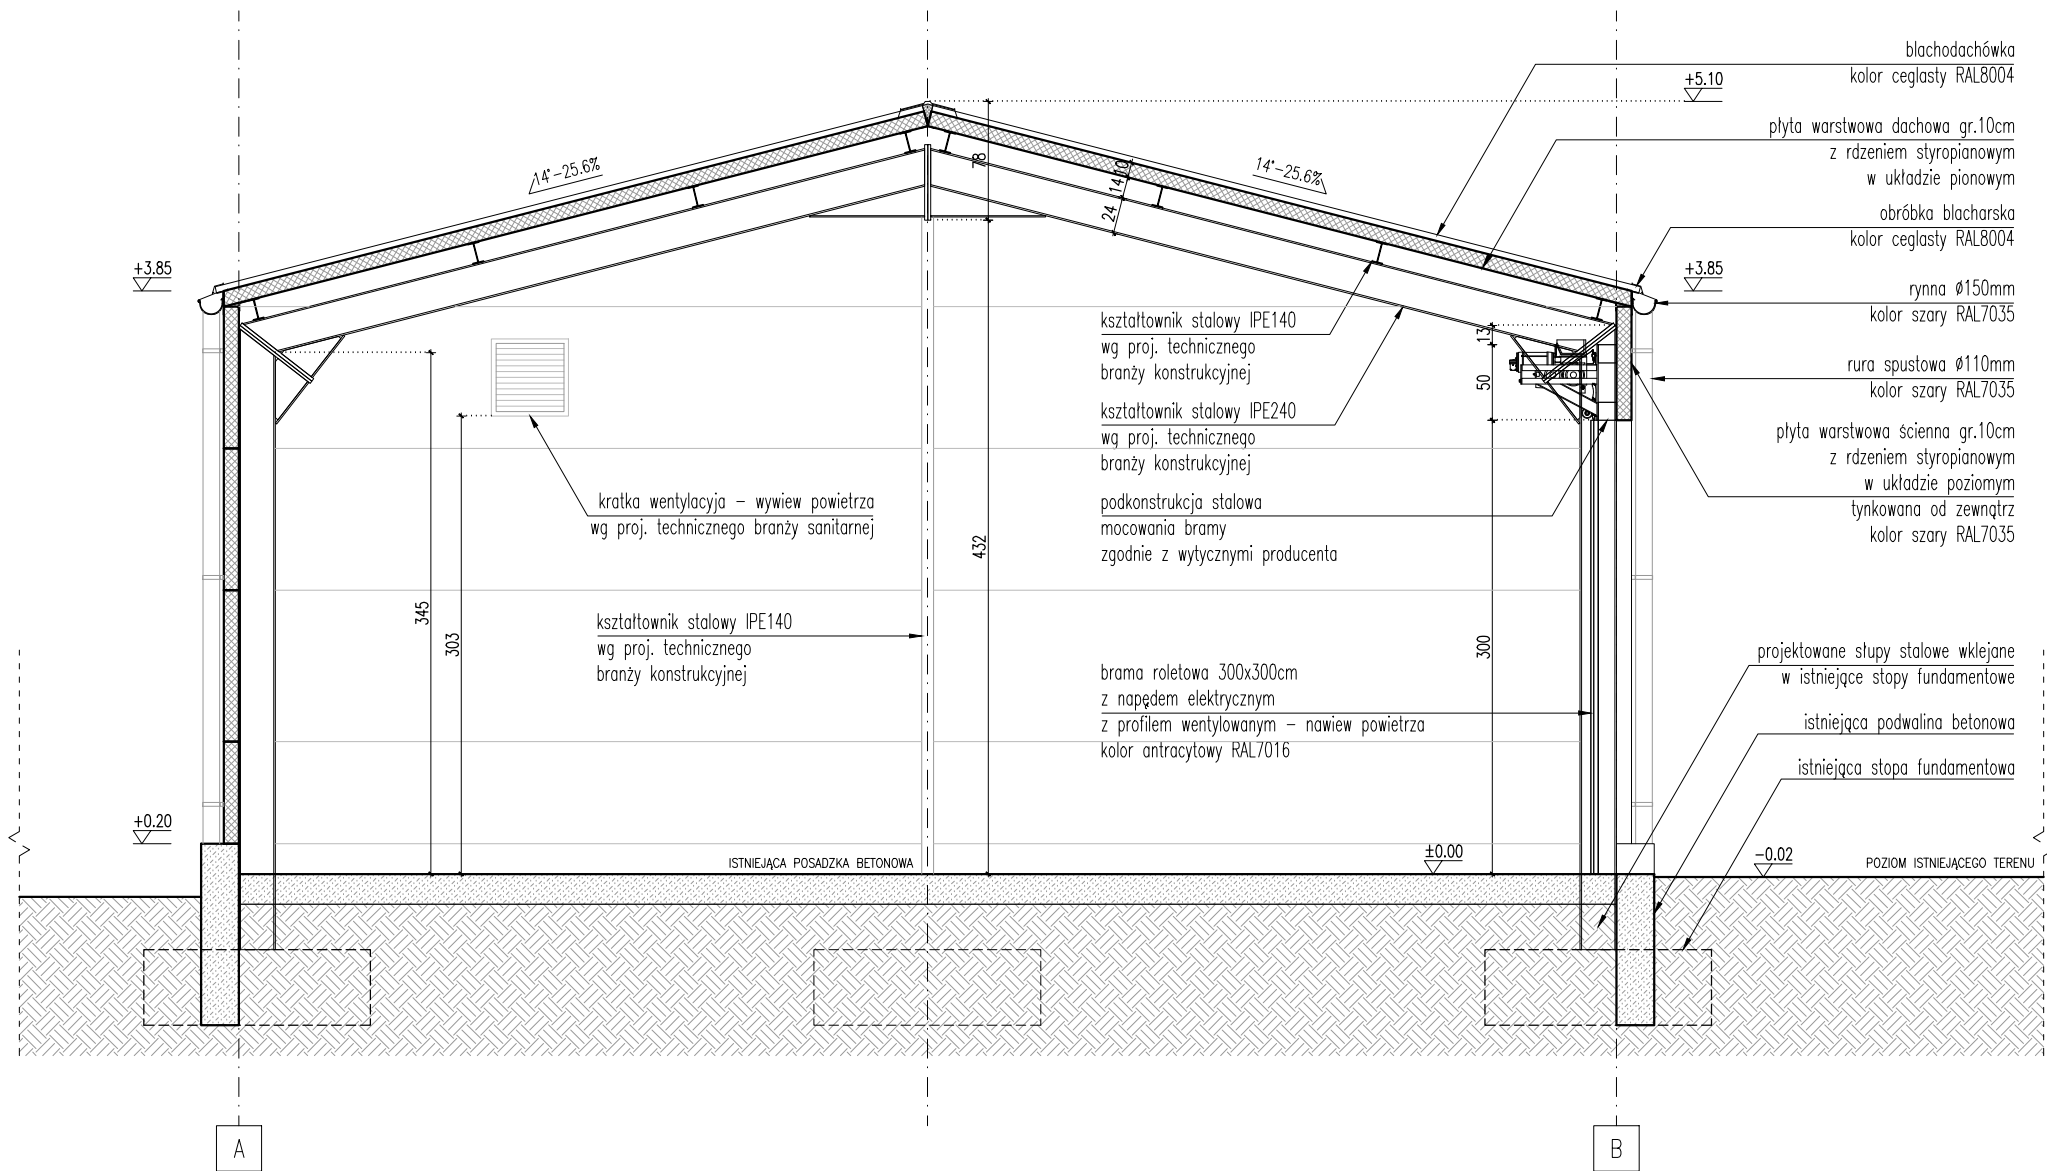 blachodachówka
kolor ceglasty RAL8004
+5.10
płyta warstwowa dachowa gr.10cm
z rdzeniem styropianowym
w układzie pionowym
14°-25.6%
78
14°-25.6%
10
14
24
obróbka blacharska
kolor ceglasty RAL8004
+3.85
+3.85
rynna Ø150mm
kolor szary RAL7035
kształtownik stalowy IPE140
wg proj. technicznego
branży konstrukcyjnej
13
50
rura spustowa Ø110mm
kolor szary RAL7035
kształtownik stalowy IPE240
wg proj. technicznego
branży konstrukcyjnej
płyta warstwowa ścienna gr.10cm
z rdzeniem styropianowym
w układzie poziomym
tynkowana od zewnątrz
kolor szary RAL7035
kratka wentylacyja – wywiew powietrza
wg proj. technicznego branży sanitarnej
podkonstrukcja stalowa
mocowania bramy
zgodnie z wytycznymi producenta
432
345
303
300
kształtownik stalowy IPE140
wg proj. technicznego
branży konstrukcyjnej
brama roletowa 300x300cm
z napędem elektrycznym
z profilem wentylowanym – nawiew powietrza
kolor antracytowy RAL7016
projektowane słupy stalowe wklejane
w istniejące stopy fundamentowe
istniejąca podwalina betonowa
istniejąca stopa fundamentowa
+0.20
ISTNIEJĄCA POSADZKA BETONOWA
±0.00
-0.02
POZIOM ISTNIEJĄCEGO TERENU
A
B